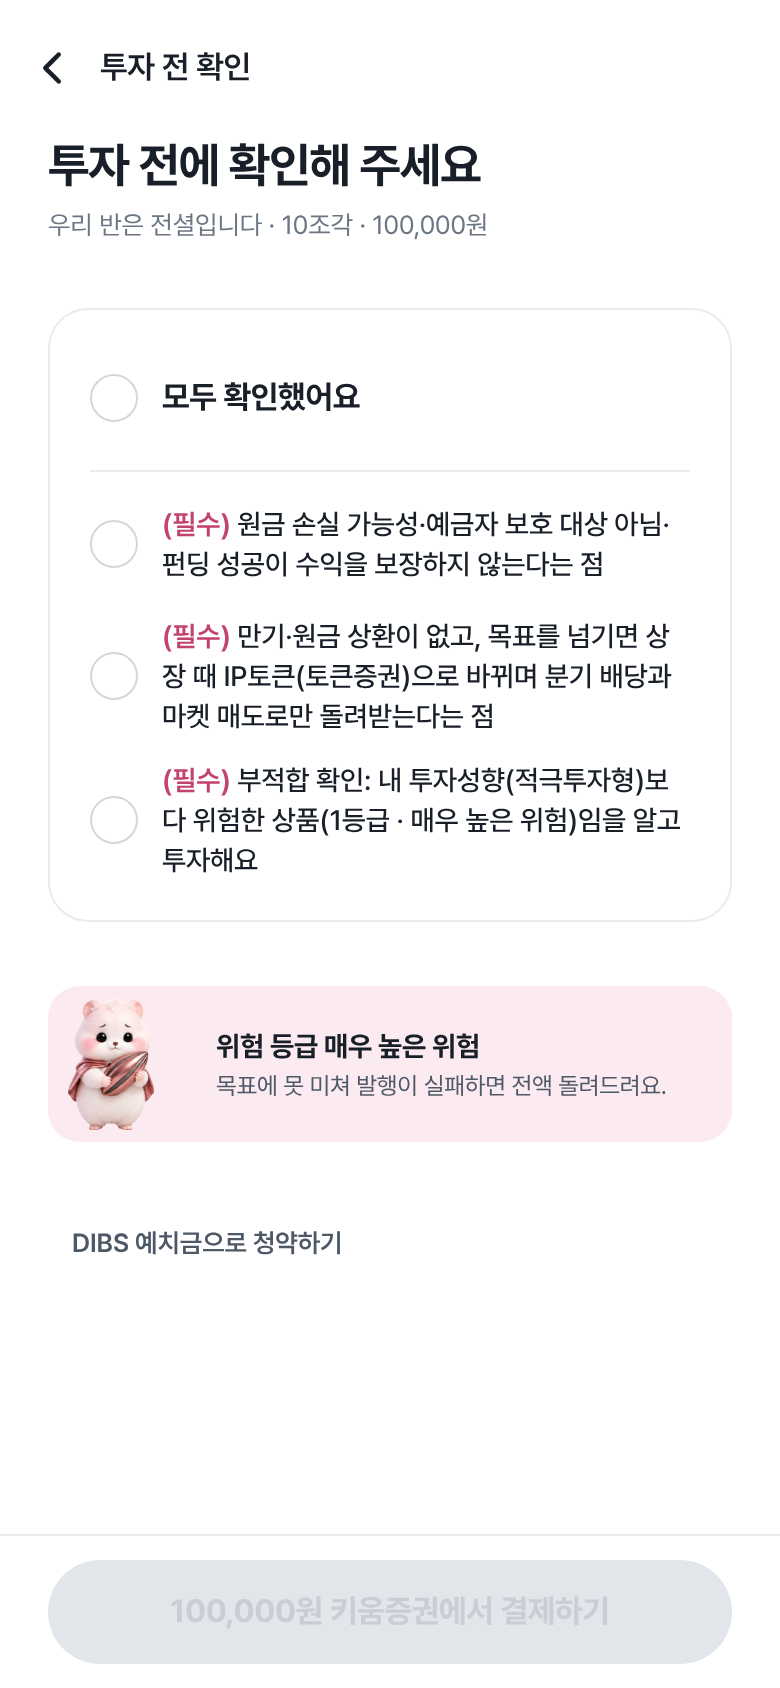 투자 전 확인
투자 전에 확인해 주세요
우리 반은 전셜입니다 · 10조각 · 100,000원
모두 확인했어요
(필수) 원금 손실 가능성·예금자 보호 대상 아님·
펀딩 성공이 수익을 보장하지 않는다는 점
(필수) 만기·원금 상환이 없고, 목표를 넘기면 상
장 때 IP토큰(토큰증권)으로 바뀌며 분기 배당과
마켓 매도로만 돌려받는다는 점
(필수) 부적합 확인: 내 투자성향(적극투자형)보
다 위험한 상품(1등급 · 매우 높은 위험)임을 알고
투자해요
위험 등급 매우 높은 위험
목표에 못 미쳐 발행이 실패하면 전액 돌려드려요.
DIBS 예치금으로 청약하기
100,000원 키움증권에서 결제하기